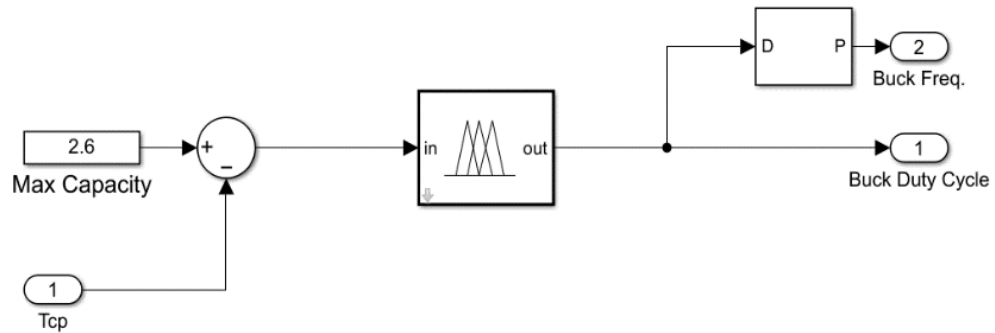 D P
2
Buck Freq.
2.6
+
−
in out
1
Max Capacity
Buck Duty Cycle
1
Tcp